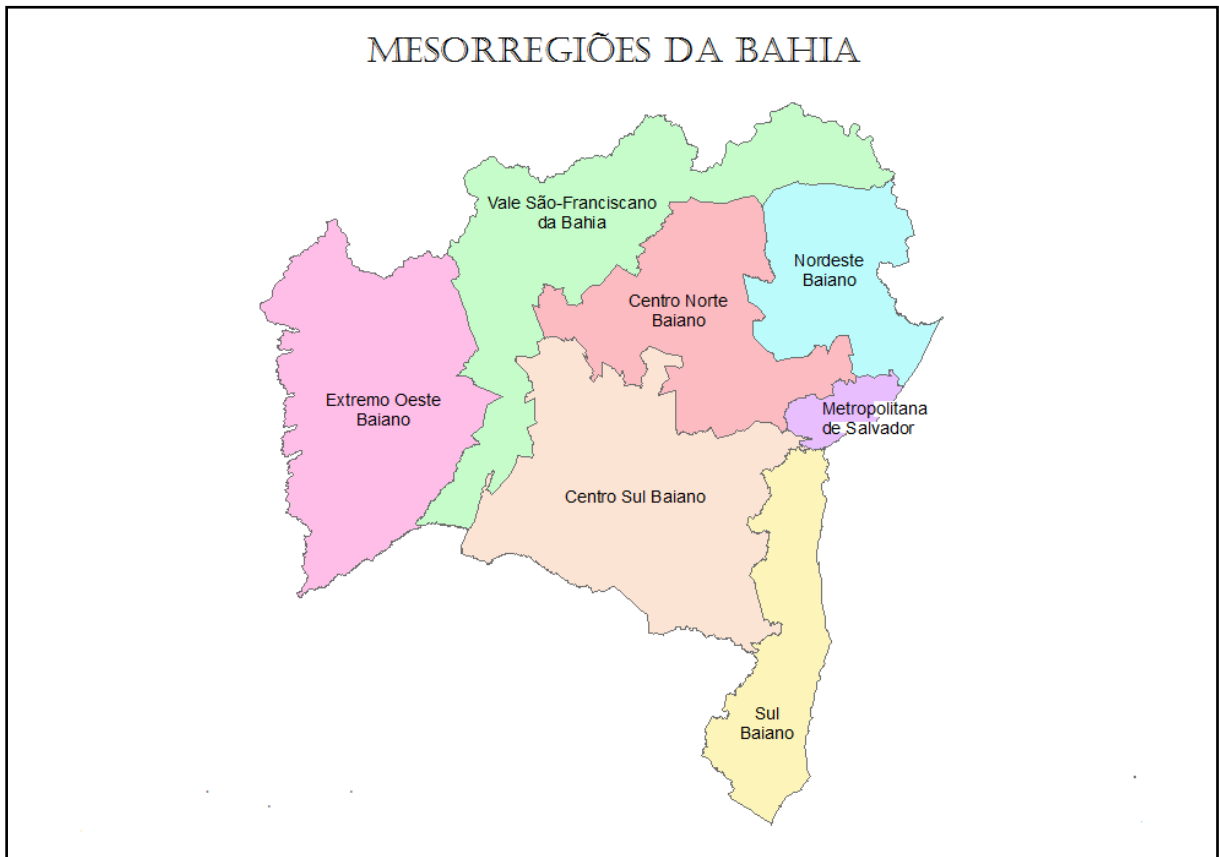 MESORREGIÕES DA BAHIA
Vale São-Franciscano
da Bahia
Nordeste
Baiano
Centro Norte
Baiano
Extremo Oeste
Baiano
Metropolitana
de Salvador
Centro Sul Baiano
Sul
Baiano